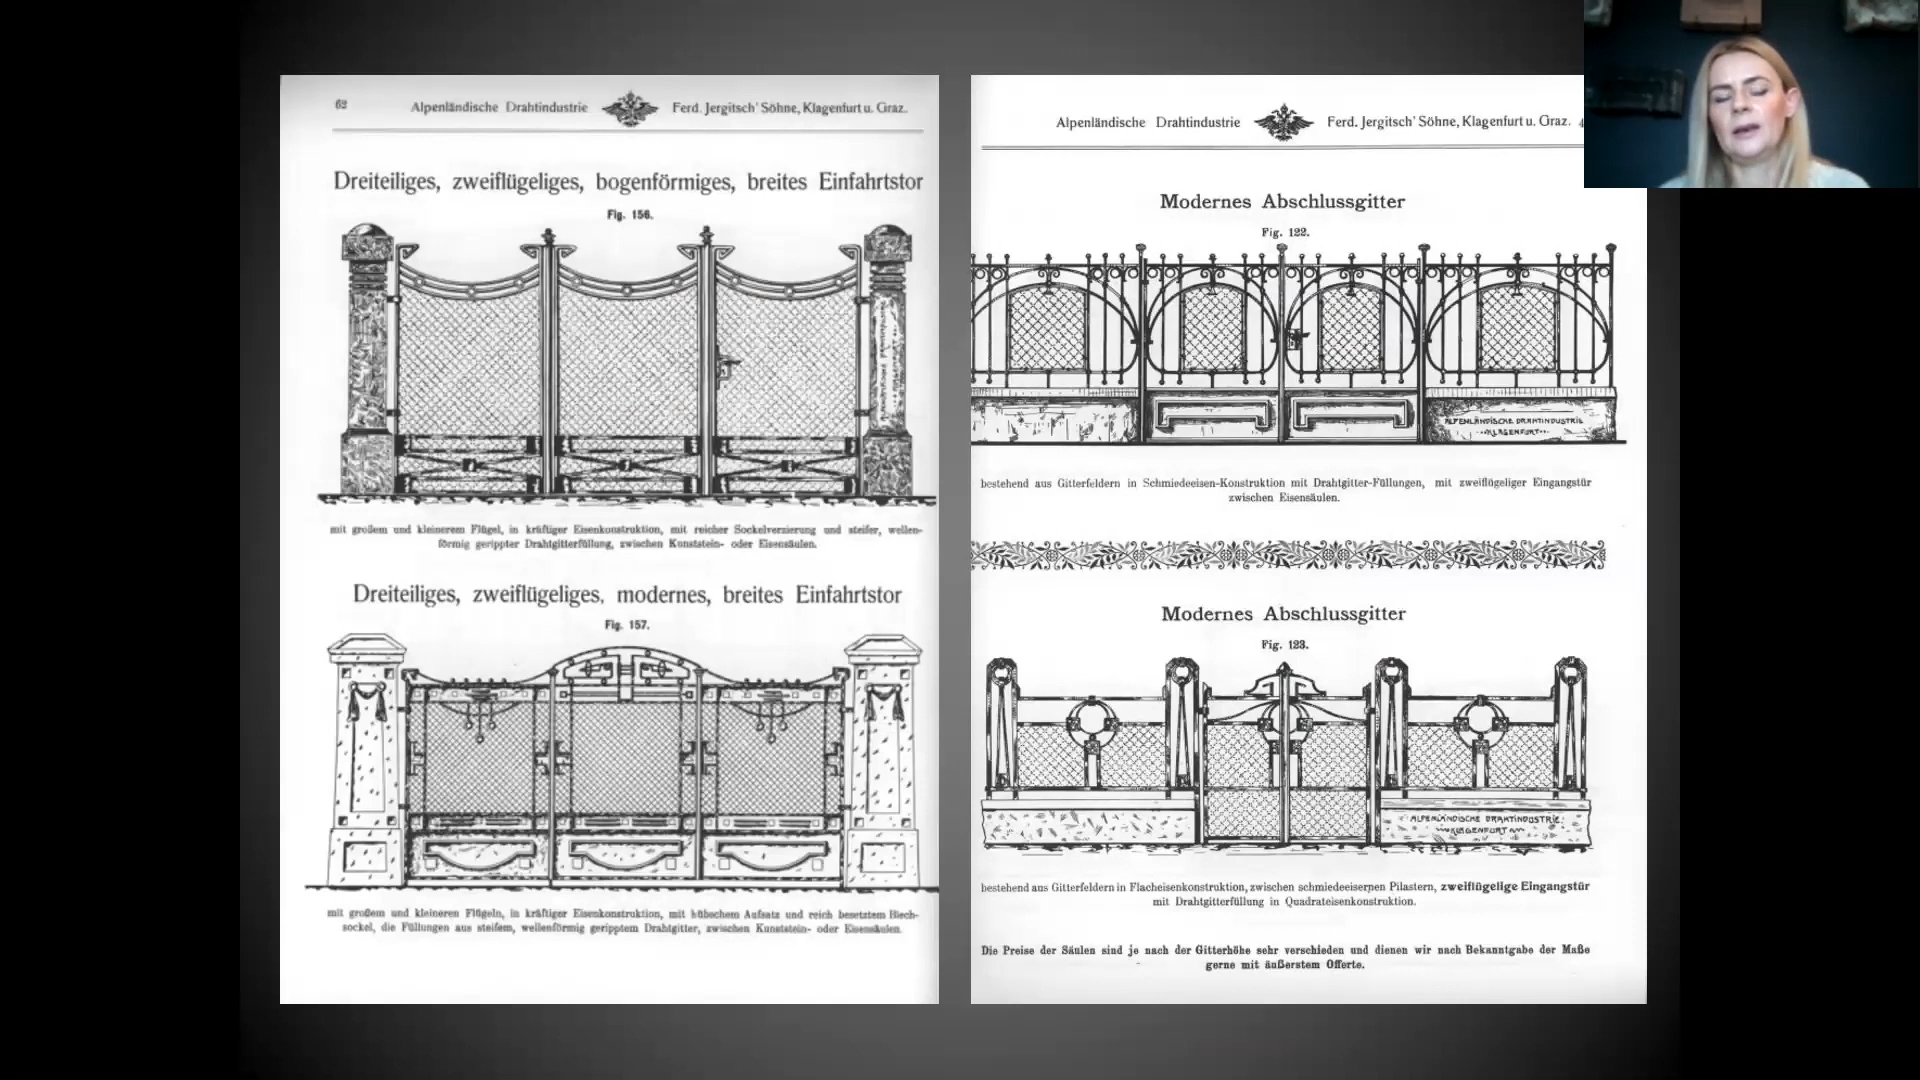 62 Alpenländische Drahtindustrie Ferd. Jergitsch' Söhne, Klagenfurt u. Graz.
Dreiteiliges, zweiflügeliges, bogenförmiges, breites Einfahrtstor
Fig. 156.
mit großem und kleinerem Flügel, in kräftiger Eisenkonstruktion, mit reicher Sockelverzierung und steifer, wellen-
förmig gerippter Drahtgitterfüllung, zwischen Kunststein- oder Eisensäulen.
Dreiteiliges, zweiflügeliges, modernes, breites Einfahrtstor
Fig. 157.
mit großem und kleineren Flügeln, in kräftiger Eisenkonstruktion, mit hübschem Aufsatz und reich besetztem Blech-
sockel, die Füllungen aus steifem, wellenförmig geripptem Drahtgitter, zwischen Kunststein- oder Eisensäulen.
Alpenländische Drahtindustrie Ferd. Jergitsch' Söhne, Klagenfurt u. Graz.
Modernes Abschlussgitter
Fig. 122.
ALPENLÄNDISCHE DRAHTINDUSTRIE
KLAGENFURT
bestehend aus Gitterfeldern in Schmiedeeisen-Konstruktion mit Drahtgitter-Füllungen, mit zweiflügeliger Eingangstür
zwischen Eisensäulen.
Modernes Abschlussgitter
Fig. 123.
ALPENLÄNDISCHE DRAHTINDUSTRIE
KLAGENFURT
bestehend aus Gitterfeldern in Flacheisenkonstruktion, zwischen schmiedeeisernen Pilastern, zweiflügelige Eingangstür
mit Drahtgitterfüllung in Quadrateisenkonstruktion.
Die Preise der Säulen sind je nach der Gitterhöhe sehr verschieden und dienen wir nach Bekanntgabe der Maße
gerne mit äußerstem Offerte.